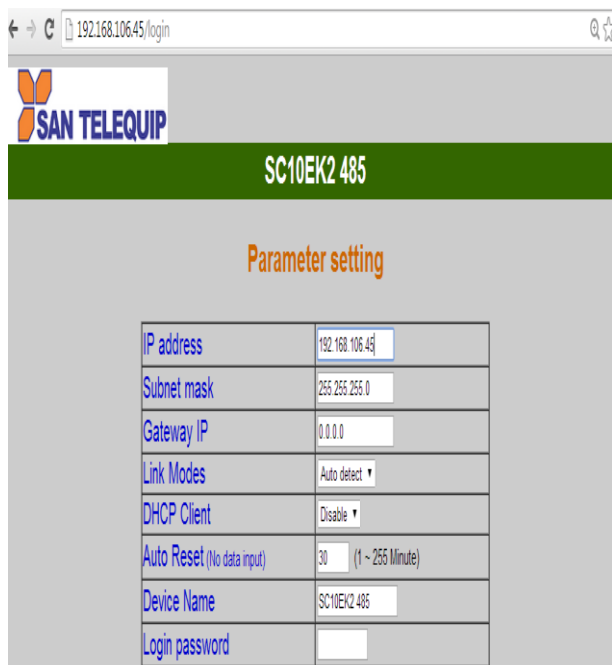 192.168.106.45/login
SAN TELEQUIP
SC10EK2 485
Parameter setting
IP address 192.168.106.45
Subnet mask 255.255.255.0
Gateway IP 0.0.0.0
Link Modes Auto detect
DHCP Client Disable
Auto Reset (No data input) 30 (1 ~ 255 Minute)
Device Name SC10EK2 485
Login password